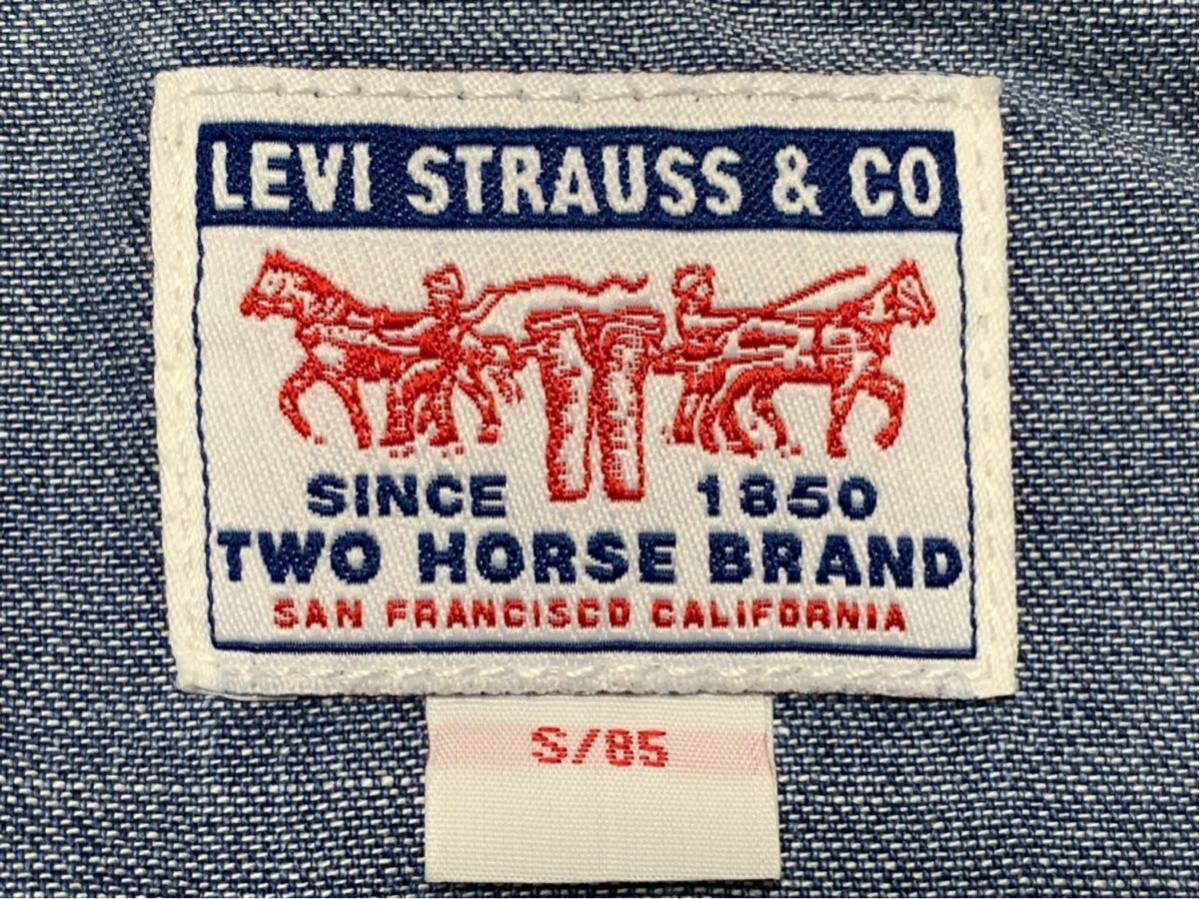 LEVI STRAUSS & CO
SINCE 1850
TWO HORSE BRAND
SAN FRANCISCO CALIFORNIA
S/85